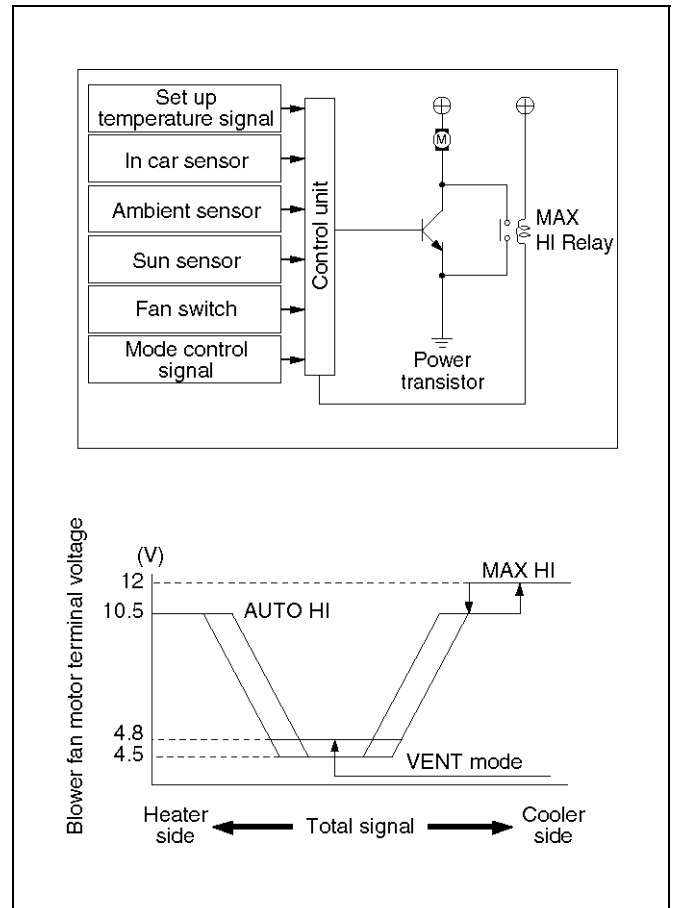 Set up
temperature signal
In car sensor
Ambient sensor
Sun sensor
Fan switch
Mode control
signal
Control unit
M
MAX
HI Relay
Power
transistor
Blower fan motor terminal voltage
(V)
12
10.5
4.8
4.5
AUTO HI
MAX HI
VENT mode
Heater
side
Total signal
Cooler
side